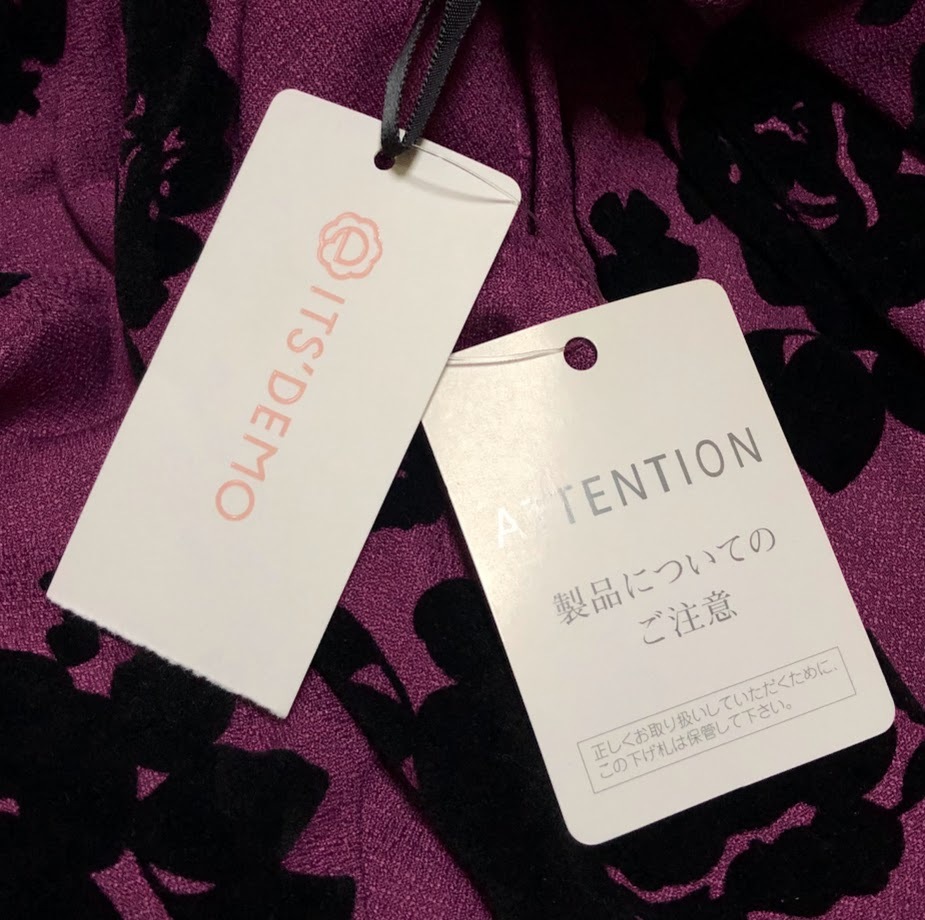 ITS'DEMO
ATTENTION
製品についての
ご注意
正しくお取り扱いしていただくために、
この下げ札は保管して下さい。